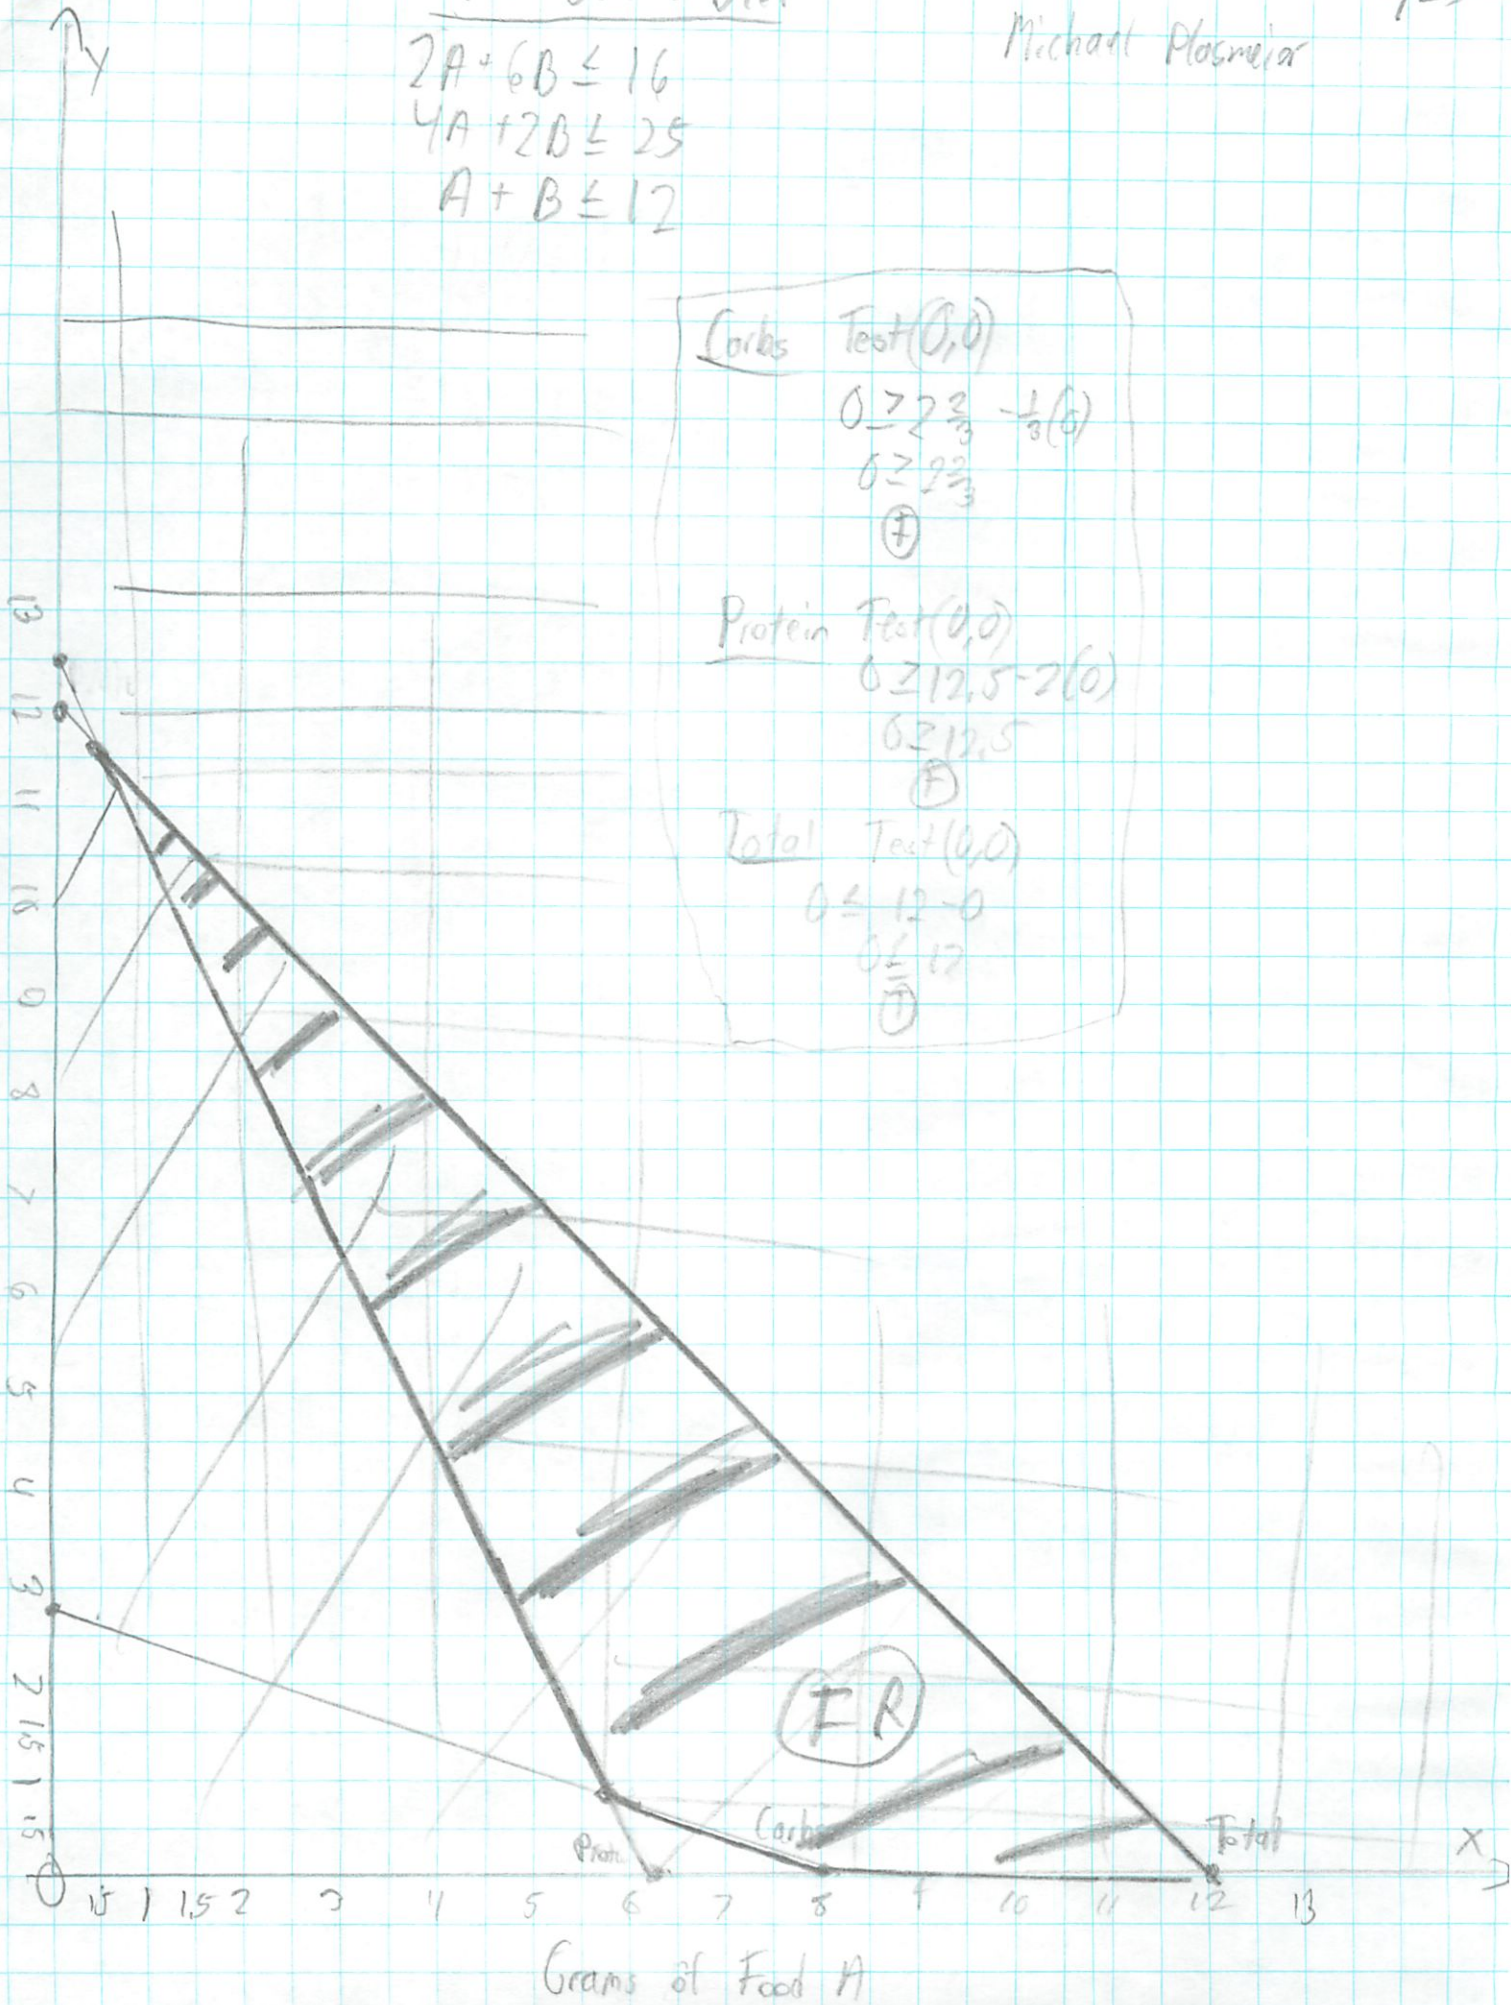 Y
Michael Plasmeier
2A + 6B ≤ 16
4A + 2B ≤ 25
A + B ≤ 12
Carbs Test(0,0)
0 ≥ 2 2/3 - 1/3(0)
0 ≥ 2 2/3
F
Protein Test(0,0)
0 ≥ 12.5-2(0)
0 ≥ 12.5
F
Total Test(0,0)
0 ≤ 12-0
0 ≤ 12
T
13
12
11
10
9
8
7
6
5
4
3
2
1.5
1
.5
0
FR
Carbs
Prot.
Total
X
.5 1 1.5 2 3 4 5 6 7 8 9 10 11 12 13
Grams of Food A